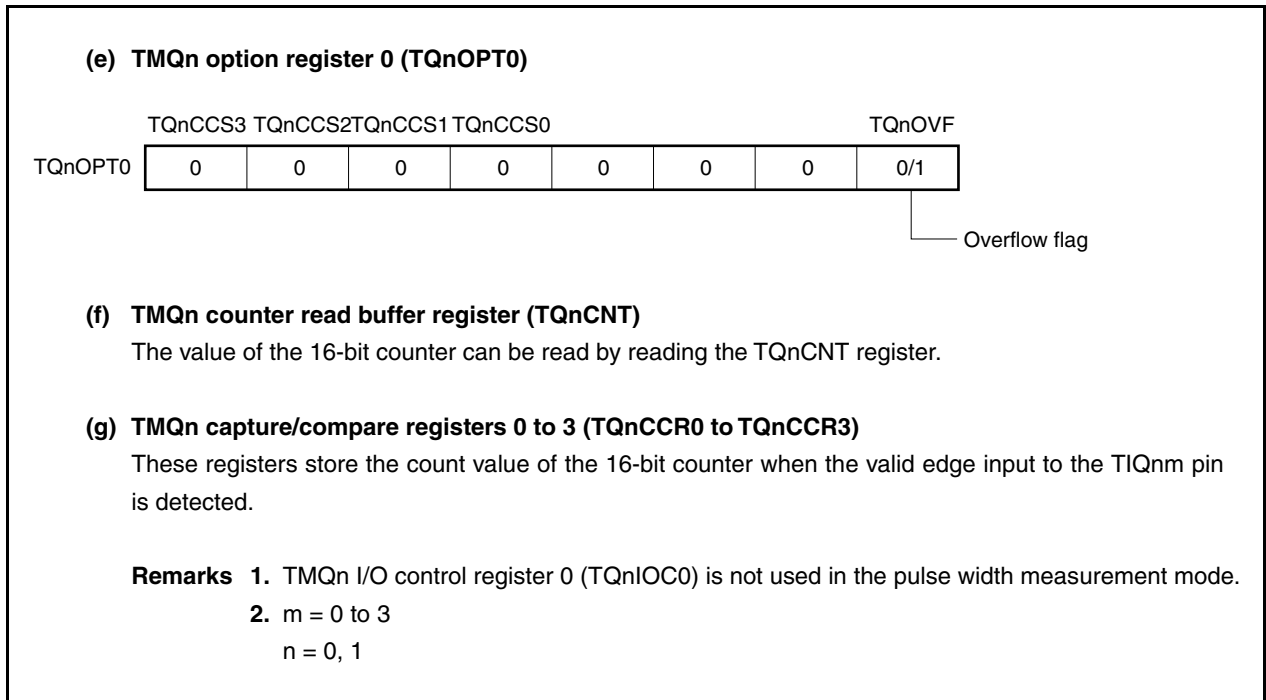 (e) TMQn option register 0 (TQnOPT0)
TQnCCS3 TQnCCS2TQnCCS1 TQnCCS0 TQnOVF
TQnOPT0 0 0 0 0 0 0 0 0/1
Overflow flag
(f) TMQn counter read buffer register (TQnCNT)
The value of the 16-bit counter can be read by reading the TQnCNT register.
(g) TMQn capture/compare registers 0 to 3 (TQnCCR0 to TQnCCR3)
These registers store the count value of the 16-bit counter when the valid edge input to the TIQnm pin
is detected.
Remarks 1. TMQn I/O control register 0 (TQnIOC0) is not used in the pulse width measurement mode.
2. m = 0 to 3
n = 0, 1